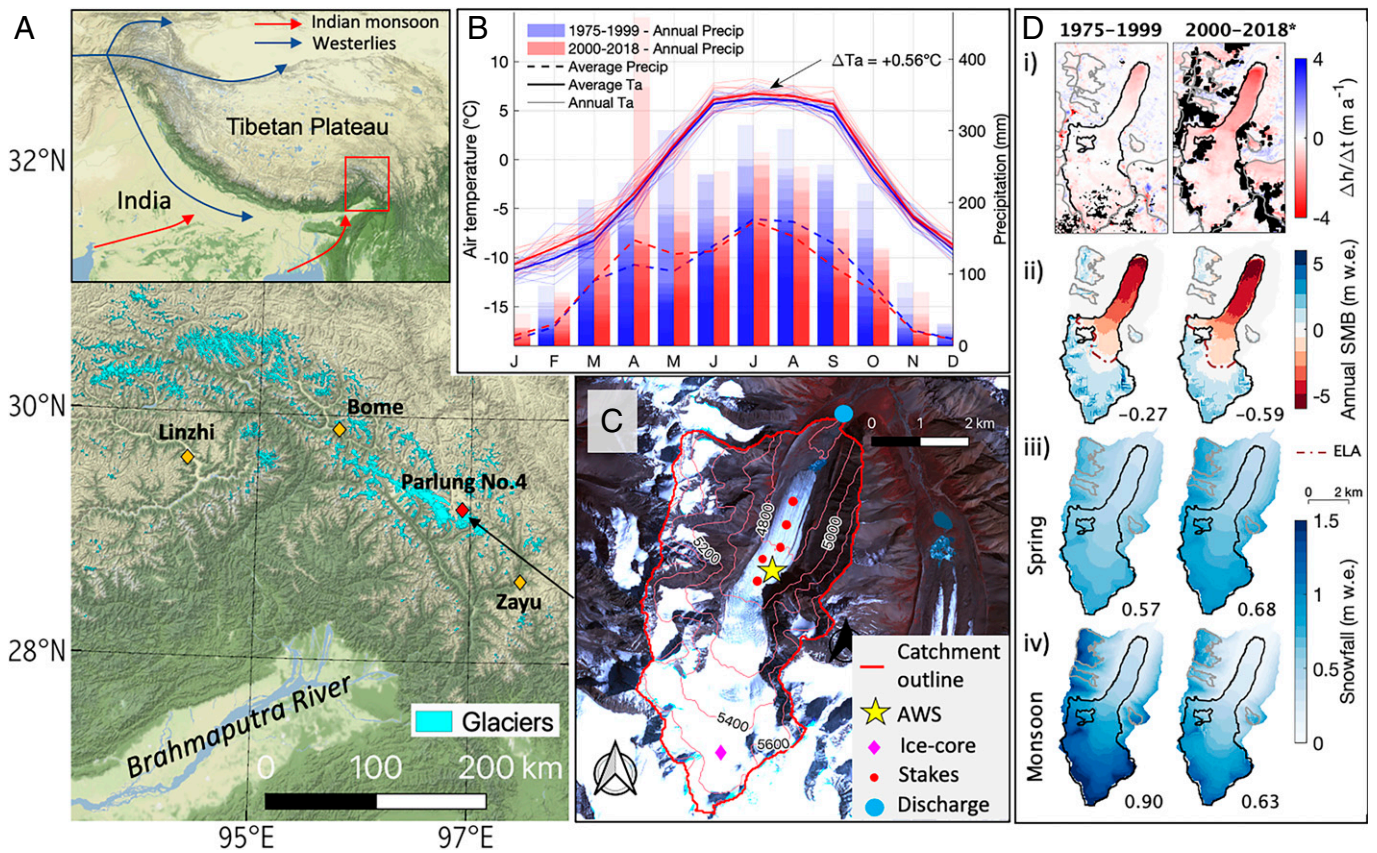 A
Indian monsoon
Westerlies
Tibetan Plateau
32°N
India
30°N
Bome
Linzhi
Parlung No.4
Zayu
28°N
Brahmaputra River
Glaciers
0 100 200 km
95°E 97°E
B
1975-1999 - Annual Precip
2000-2018 - Annual Precip
Average Precip
Average Ta
Annual Ta
ΔTa = +0.56°C
Air temperature (°C)
10
5
0
-5
-10
-15
Precipitation (mm)
400
300
200
100
0
J F M A M J J A S O N D
C
0 1 2 km
4800
5000
5200
5400
5600
Catchment
outline
AWS
Ice-core
Stakes
Discharge
D
1975–1999 2000–2018*
i)
4
0
-4
Δh/Δt (m a⁻¹)
ii)
5
0
-5
Annual SMB (m w.e.)
−0.27 −0.59
ELA
0 2 km
iii)
Spring
0.57 0.68
iv)
Monsoon
0.90 0.63
1.5
1
0.5
0
Snowfall (m w.e.)